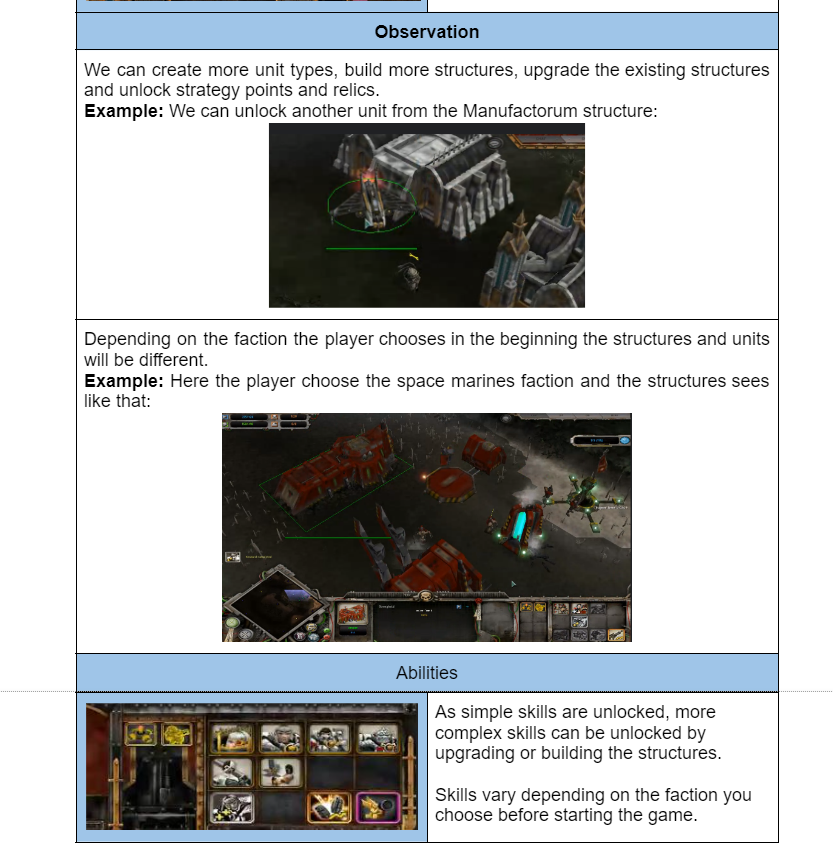 Observation
We can create more unit types, build more structures, upgrade the existing structures
and unlock strategy points and relics.
Example: We can unlock another unit from the Manufactorum structure:
Depending on the faction the player chooses in the beginning the structures and units
will be different.
Example: Here the player choose the space marines faction and the structures sees
like that:
Abilities
As simple skills are unlocked, more
complex skills can be unlocked by
upgrading or building the structures.
Skills vary depending on the faction you
choose before starting the game.